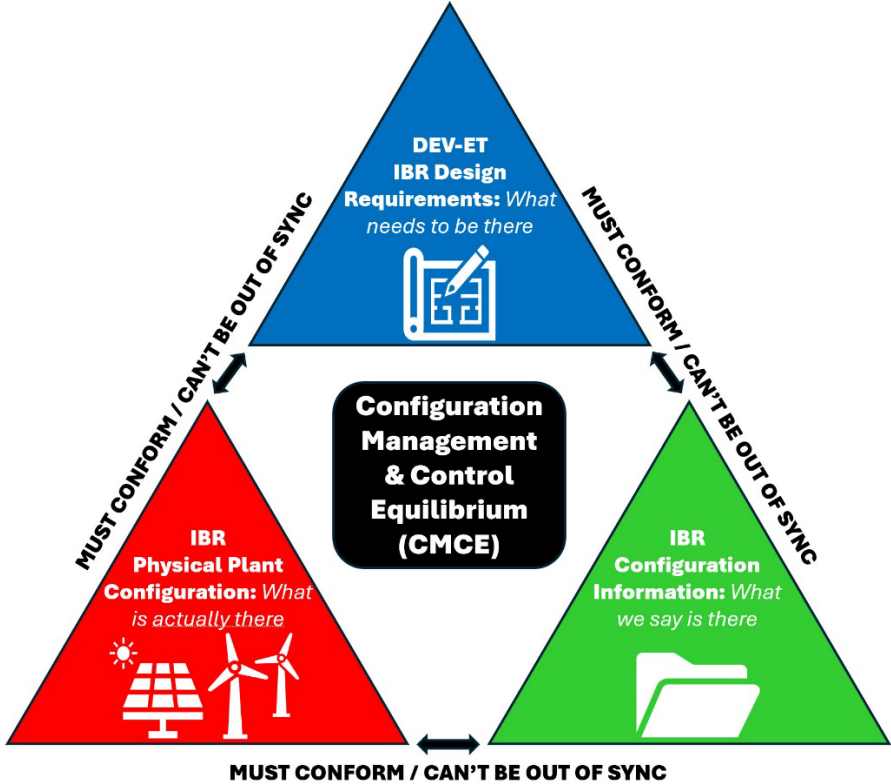 DEV-ET
IBR Design
Requirements: What
needs to be there
MUST CONFORM / CAN'T BE OUT OF SYNC
MUST CONFORM / CAN'T BE OUT OF SYNC
Configuration
Management
& Control
Equilibrium
(CMCE)
IBR
Physical Plant
Configuration: What
is actually there
IBR
Configuration
Information: What
we say is there
MUST CONFORM / CAN'T BE OUT OF SYNC